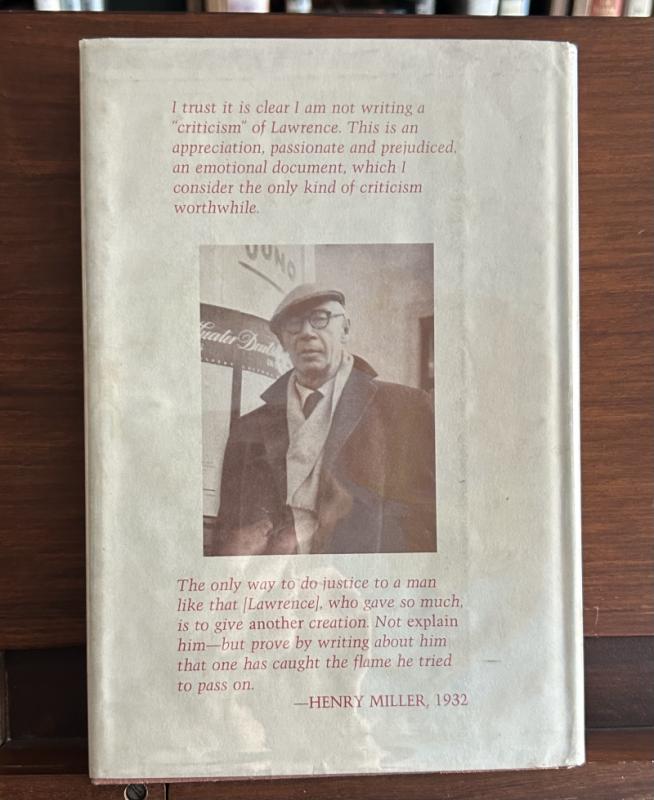 I trust it is clear I am not writing a
"criticism" of Lawrence. This is an
appreciation, passionate and prejudiced,
an emotional document, which I
consider the only kind of criticism
worthwhile.
The only way to do justice to a man
like that [Lawrence], who gave so much,
is to give another creation. Not explain
him—but prove by writing about him
that one has caught the flame he tried
to pass on.
—HENRY MILLER, 1932